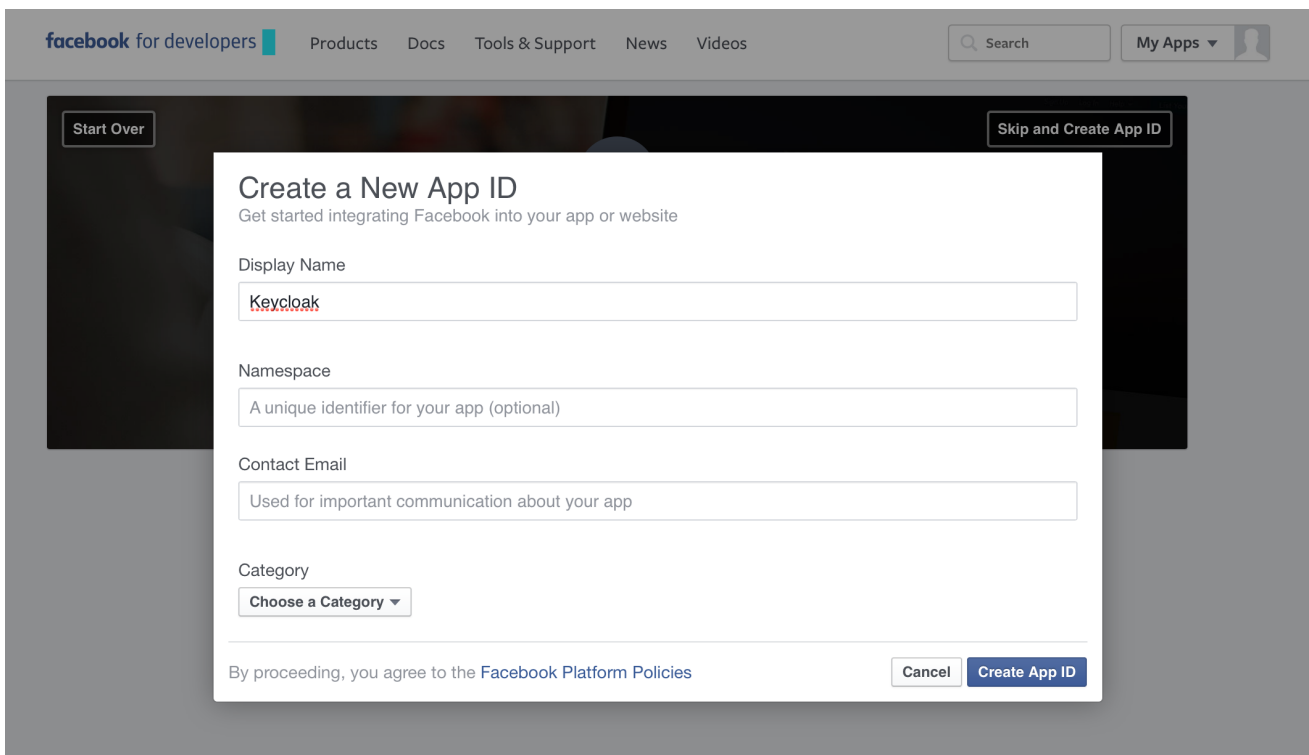 facebook for developers Products Docs Tools & Support News Videos Search My Apps
Start Over Skip and Create App ID
Create a New App ID
Get started integrating Facebook into your app or website
Display Name
Keycloak
Namespace
A unique identifier for your app (optional)
Contact Email
Used for important communication about your app
Category
Choose a Category
By proceeding, you agree to the Facebook Platform Policies Cancel Create App ID